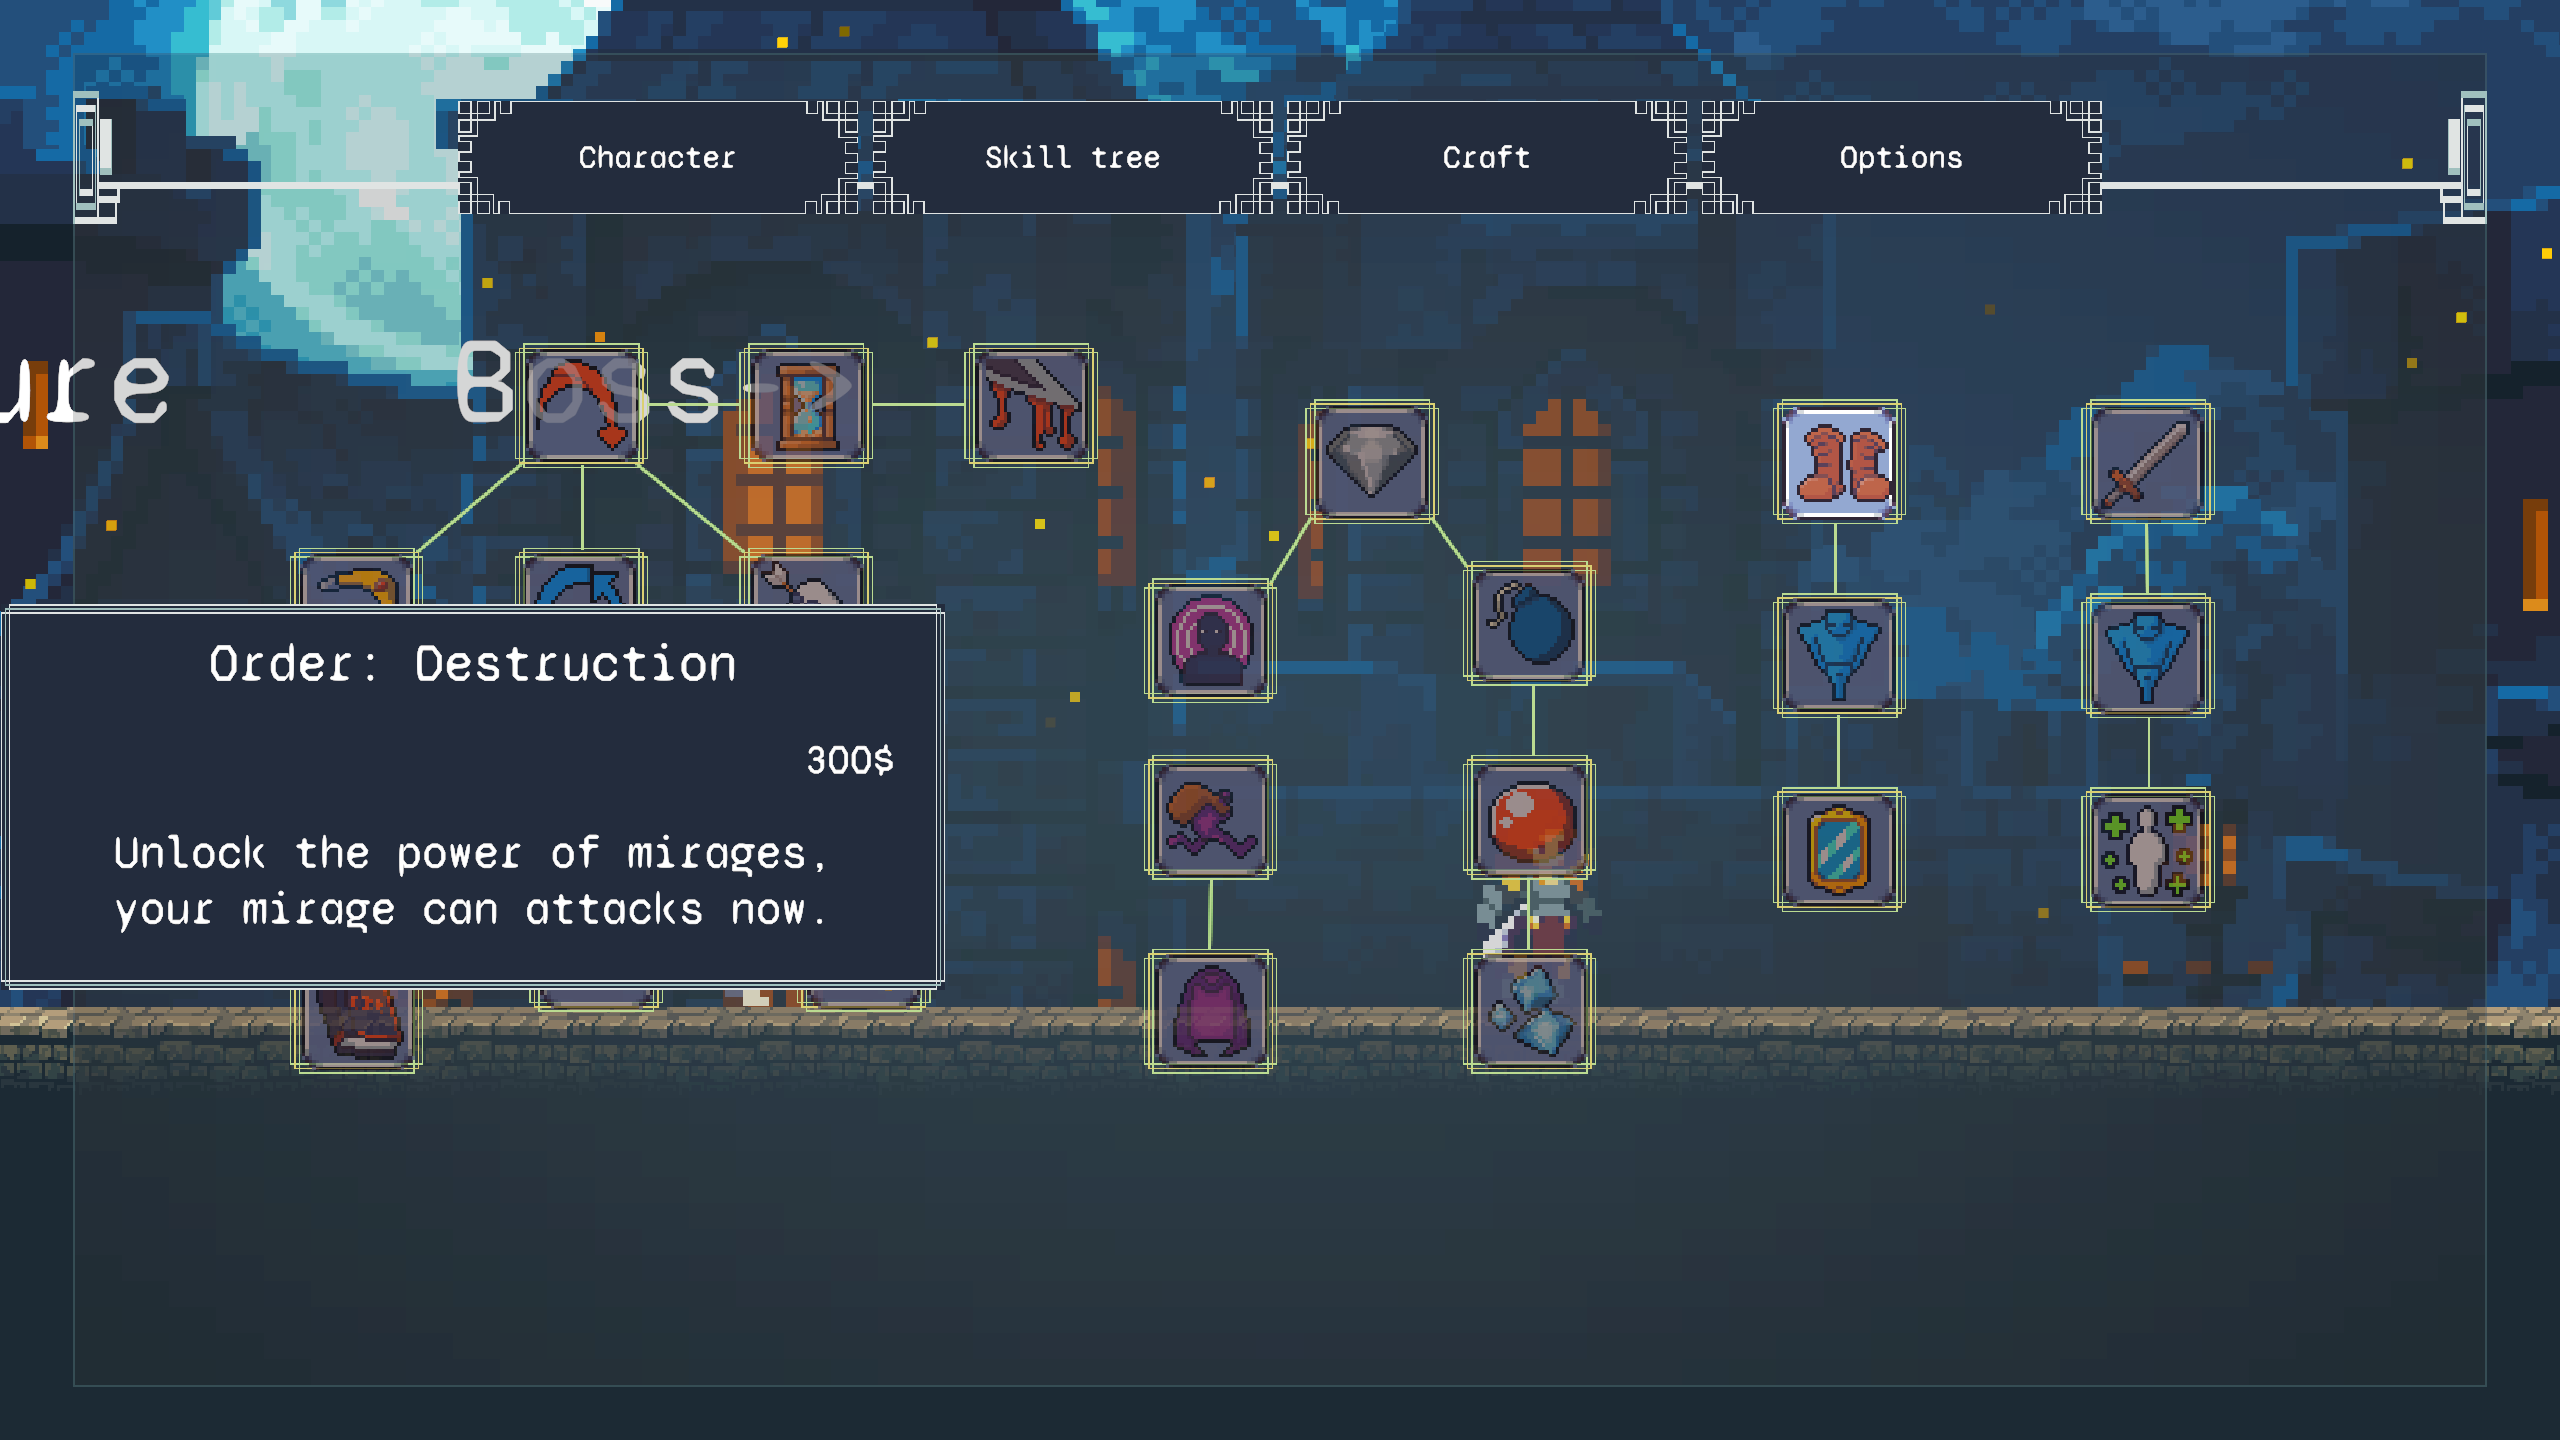 Character
Skill tree
Craft
Options
ure Boss->
Order: Destruction
300$
Unlock the power of mirages,
your mirage can attacks now.